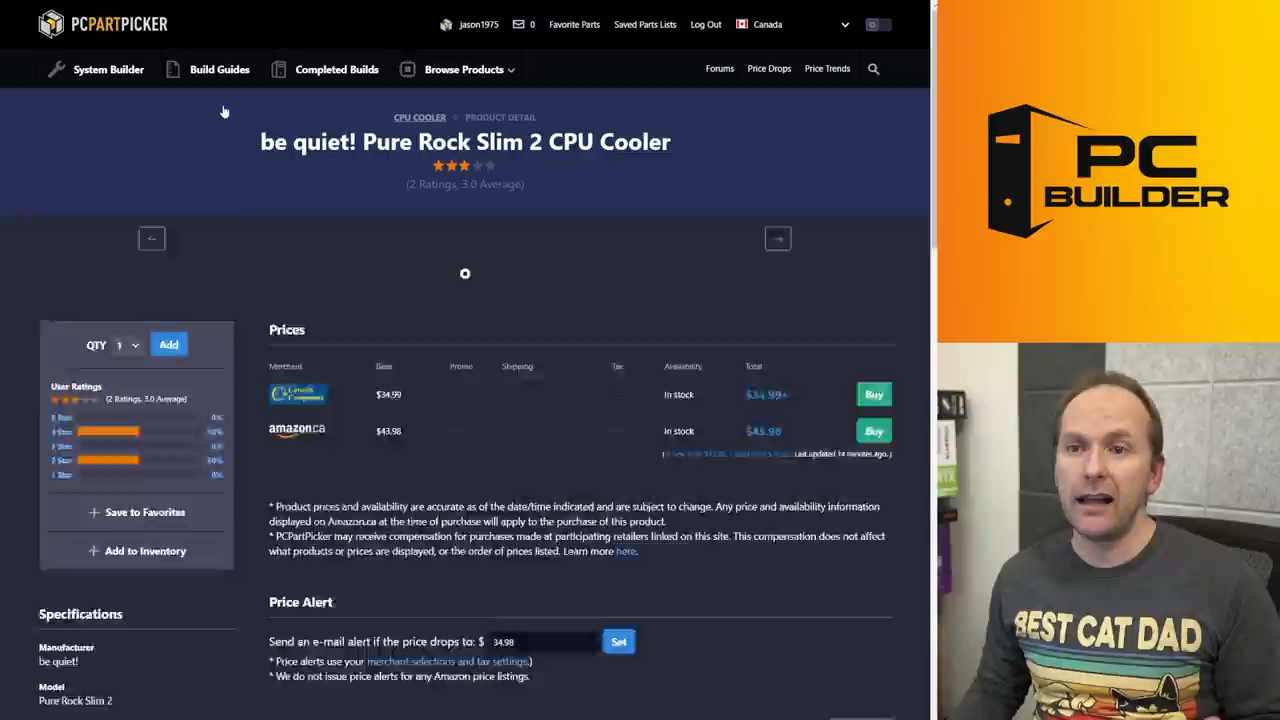 PCPARTPICKER
jason1975
0
Favorite Parts
Saved Parts Lists
Log Out
Canada
System Builder
Build Guides
Completed Builds
Browse Products
Forums
Price Drops
Price Trends
CPU COOLER
PRODUCT DETAIL
be quiet! Pure Rock Slim 2 CPU Cooler
(2 Ratings, 3.0 Average)
QTY 1
Add
User Ratings
(2 Ratings, 3.0 Average)
+ Save to Favorites
+ Add to Inventory
Specifications
Manufacturer
be quiet!
Model
Pure Rock Slim 2
Prices
Merchant Base Promo Shipping Tax Availability Total
$34.99 In stock $34.99+ Buy
amazon.ca $43.98 In stock $43.98 Buy
Last updated 14 minutes ago.)
* Product prices and availability are accurate as of the date/time indicated and are subject to change. Any price and availability information
displayed on Amazon.ca at the time of purchase will apply to the purchase of this product.
* PCPartPicker may receive compensation for purchases made at participating retailers linked on this site. This compensation does not affect
what products or prices are displayed, or the order of prices listed. Learn more here.
Price Alert
Send an e-mail alert if the price drops to: $ 34.98 Set
* Price alerts use your merchant selections and tax settings.)
* We do not issue price alerts for any Amazon price listings.
PC
BUILDER
BEST CAT DAD